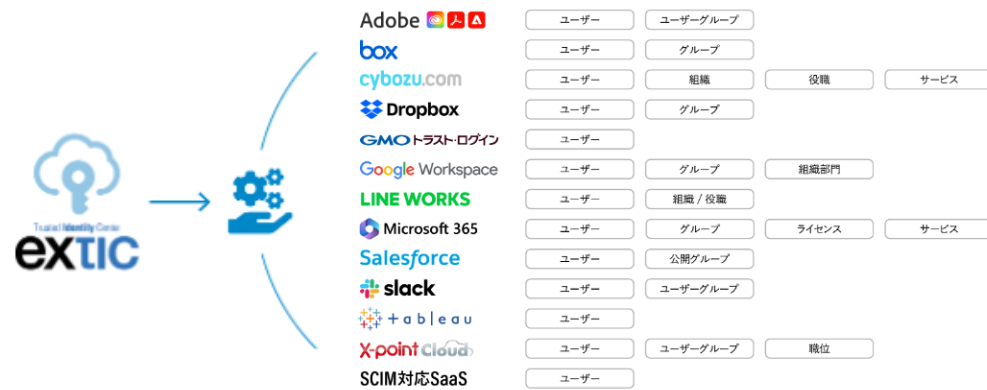 Adobe ユーザー ユーザーグループ
box ユーザー グループ
cybozu.com ユーザー 組織 役職 サービス
Dropbox ユーザー グループ
GMOトラスト・ログイン ユーザー
Google Workspace ユーザー グループ 組織部門
LINE WORKS ユーザー 組織 / 役職
Microsoft 365 ユーザー グループ ライセンス サービス
Salesforce ユーザー 公開グループ
slack ユーザー ユーザーグループ
+ableau ユーザー
X-point Cloud ユーザー ユーザーグループ 職位
SCIM対応SaaS ユーザー
Trusted Identity Center
extic